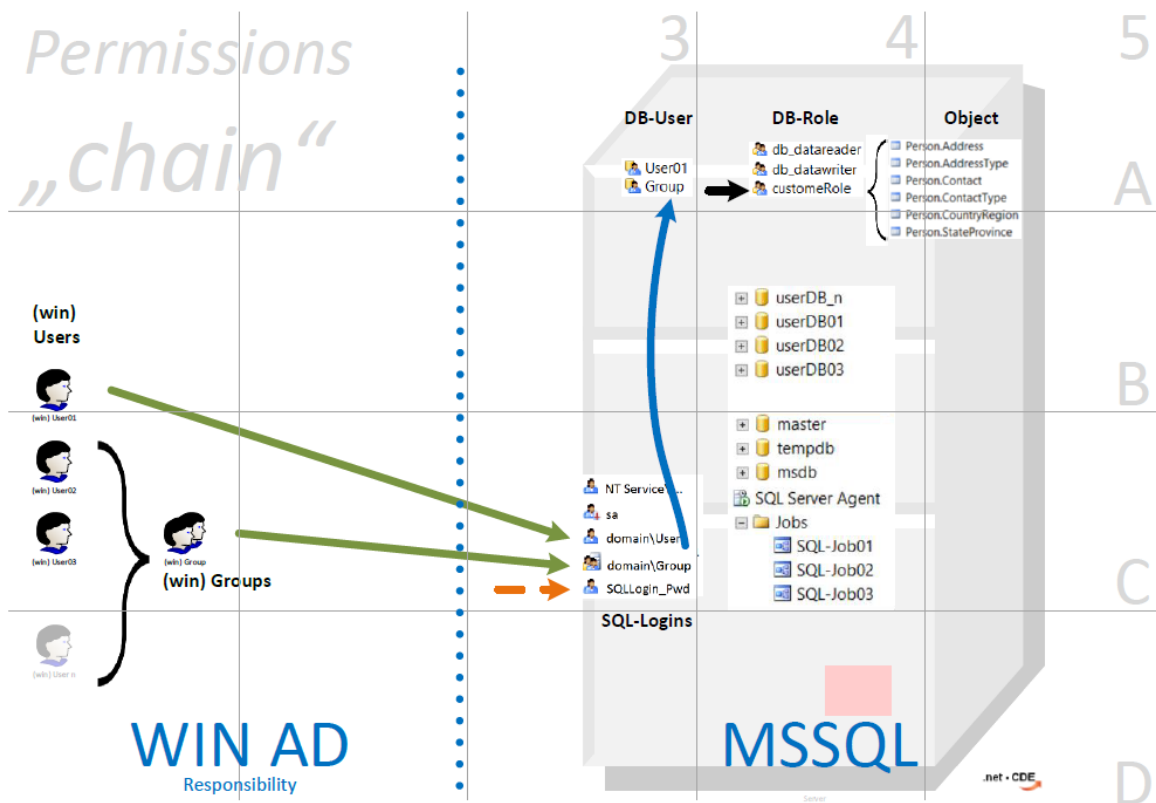 Permissions
„chain“
3
4
5
A
B
C
D
DB-User
User01
Group
DB-Role
db_datareader
db_datawriter
customeRole
Object
Person.Address
Person.AddressType
Person.Contact
Person.ContactType
Person.CountryRegion
Person.StateProvince
(win)
Users
(win) User01
(win) User02
(win) User03
(win) User n
(win) Group
(win) Groups
NT Service\...
sa
domain\User
domain\Group
SQLLogin_Pwd
SQL-Logins
userDB_n
userDB01
userDB02
userDB03
master
tempdb
msdb
SQL Server Agent
Jobs
SQL-Job01
SQL-Job02
SQL-Job03
WIN AD
Responsibility
MSSQL
.net • CDE
Server